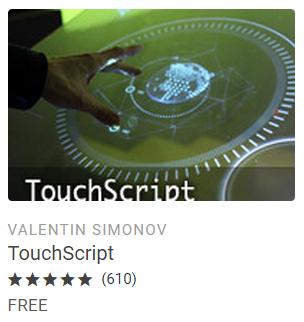 TouchScript
VALENTIN SIMONOV
TouchScript
(610)
FREE